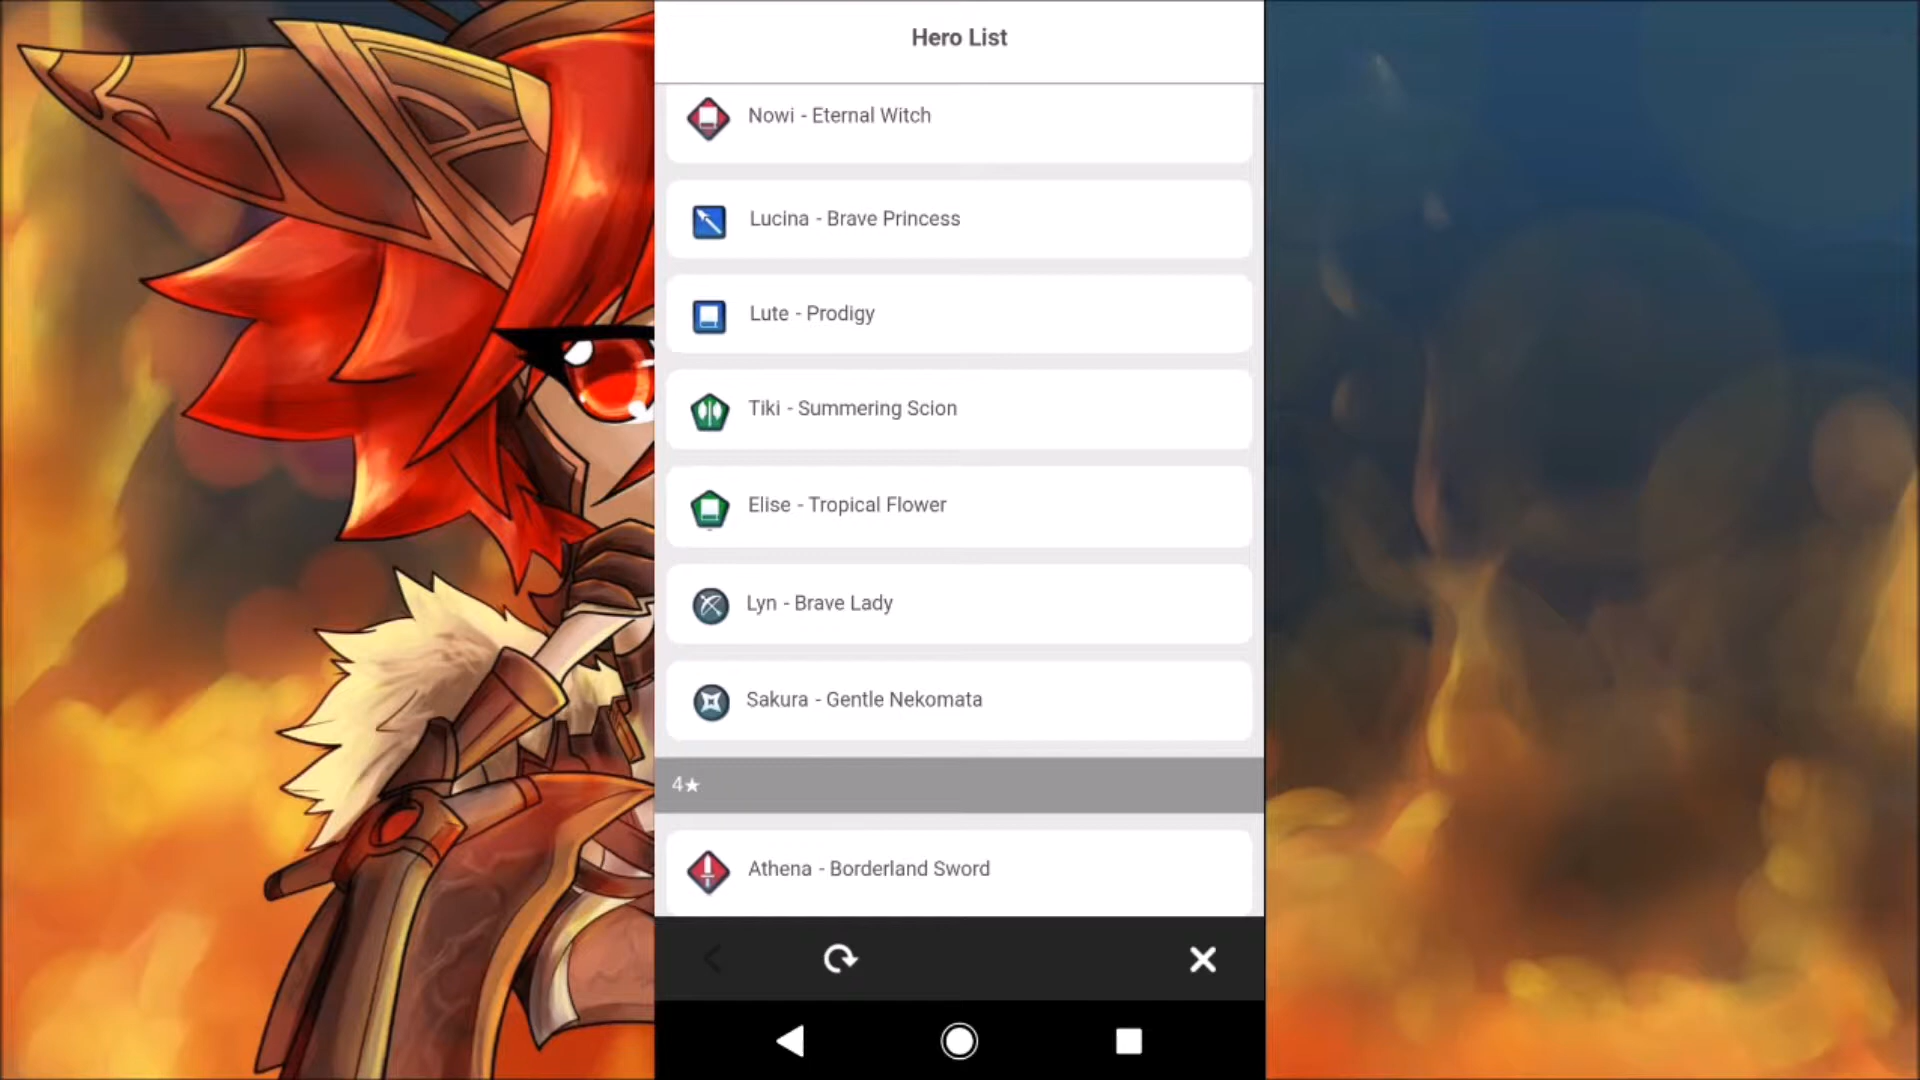 Hero List
Nowi - Eternal Witch
Lucina - Brave Princess
Lute - Prodigy
Tiki - Summering Scion
Elise - Tropical Flower
Lyn - Brave Lady
Sakura - Gentle Nekomata
4★
Athena - Borderland Sword